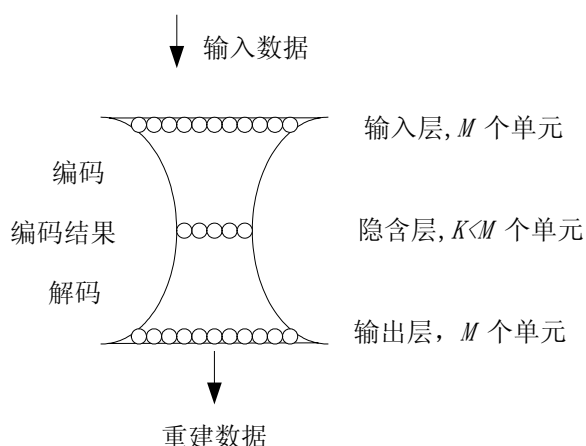 输入数据
输入层, M 个单元
编码
编码结果
隐含层, K<M 个单元
解码
输出层，M 个单元
重建数据